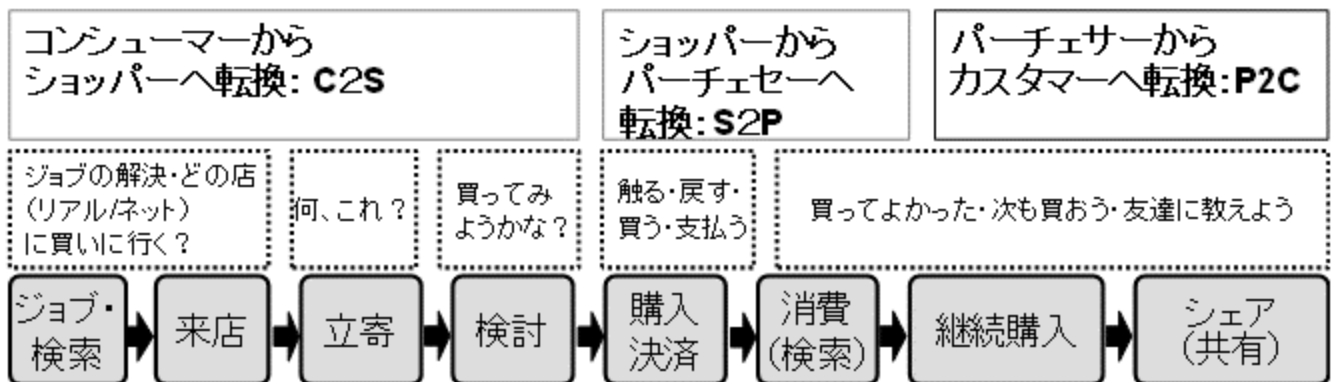 コンシューマーから
ショッパーへ転換: C2S
ショッパーから
パーチェセーへ
転換: S2P
パーチェサーから
カスタマーへ転換:P2C
ジョブの解決・どの店
(リアル/ネット)
に買いに行く?
何、これ?
買ってみ
ようかな?
触る・戻す・
買う・支払う
買ってよかった・次も買おう・友達に教えよう
ジョブ・
検索
来店
立寄
検討
購入
決済
消費
(検索)
継続購入
シェア
(共有)